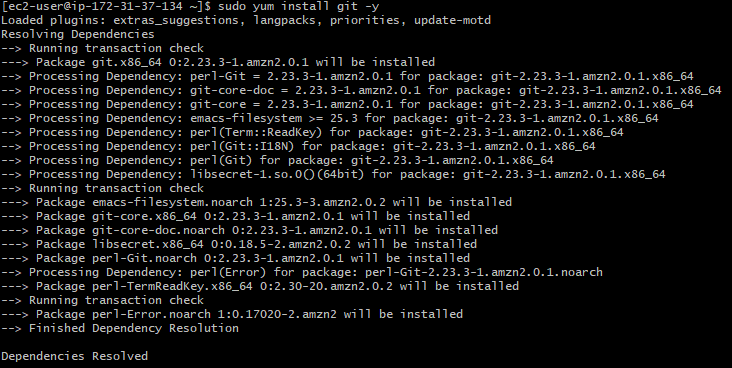 [ec2-user@ip-172-31-37-134 ~]$ sudo yum install git -y
Loaded plugins: extras_suggestions, langpacks, priorities, update-motd
Resolving Dependencies
--> Running transaction check
---> Package git.x86_64 0:2.23.3-1.amzn2.0.1 will be installed
--> Processing Dependency: perl-Git = 2.23.3-1.amzn2.0.1 for package: git-2.23.3-1.amzn2.0.1.x86_64
--> Processing Dependency: git-core-doc = 2.23.3-1.amzn2.0.1 for package: git-2.23.3-1.amzn2.0.1.x86_64
--> Processing Dependency: git-core = 2.23.3-1.amzn2.0.1 for package: git-2.23.3-1.amzn2.0.1.x86_64
--> Processing Dependency: emacs-filesystem >= 25.3 for package: git-2.23.3-1.amzn2.0.1.x86_64
--> Processing Dependency: perl(Term::ReadKey) for package: git-2.23.3-1.amzn2.0.1.x86_64
--> Processing Dependency: perl(Git::I18N) for package: git-2.23.3-1.amzn2.0.1.x86_64
--> Processing Dependency: perl(Git) for package: git-2.23.3-1.amzn2.0.1.x86_64
--> Processing Dependency: libsecret-1.so.0()(64bit) for package: git-2.23.3-1.amzn2.0.1.x86_64
--> Running transaction check
---> Package emacs-filesystem.noarch 1:25.3-3.amzn2.0.2 will be installed
---> Package git-core.x86_64 0:2.23.3-1.amzn2.0.1 will be installed
---> Package git-core-doc.noarch 0:2.23.3-1.amzn2.0.1 will be installed
---> Package libsecret.x86_64 0:0.18.5-2.amzn2.0.2 will be installed
---> Package perl-Git.noarch 0:2.23.3-1.amzn2.0.1 will be installed
--> Processing Dependency: perl(Error) for package: perl-Git-2.23.3-1.amzn2.0.1.noarch
---> Package perl-TermReadKey.x86_64 0:2.30-20.amzn2.0.2 will be installed
--> Running transaction check
---> Package perl-Error.noarch 1:0.17020-2.amzn2 will be installed
--> Finished Dependency Resolution
Dependencies Resolved